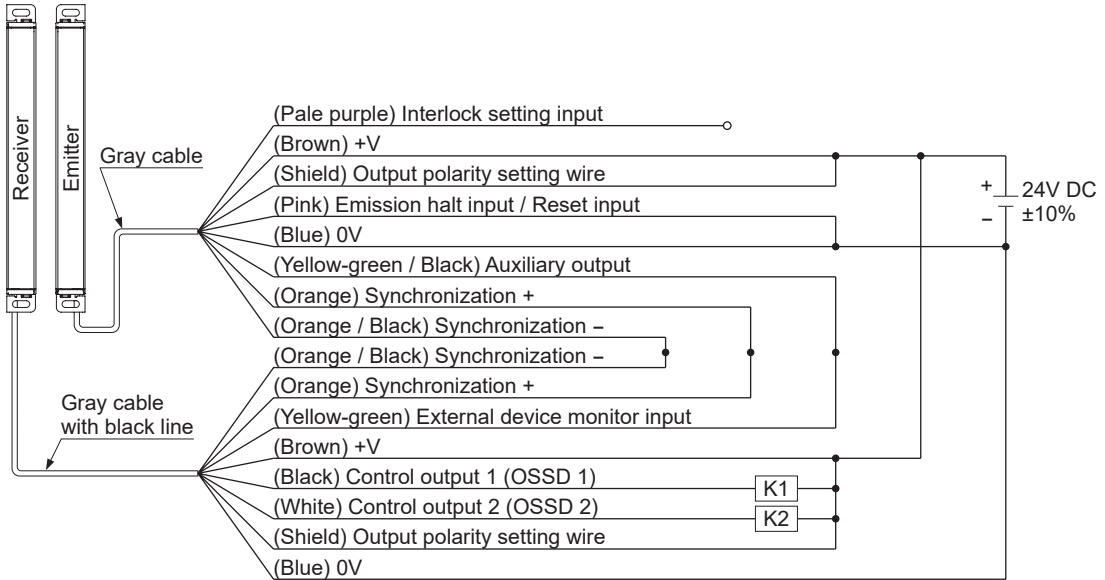 Receiver
Emitter
Gray cable
(Pale purple) Interlock setting input
(Brown) +V
(Shield) Output polarity setting wire
(Pink) Emission halt input / Reset input
(Blue) 0V
(Yellow-green / Black) Auxiliary output
(Orange) Synchronization +
(Orange / Black) Synchronization –
+
–
24V DC
±10%
Gray cable
with black line
(Orange / Black) Synchronization –
(Orange) Synchronization +
(Yellow-green) External device monitor input
(Brown) +V
(Black) Control output 1 (OSSD 1)
K1
(White) Control output 2 (OSSD 2)
K2
(Shield) Output polarity setting wire
(Blue) 0V